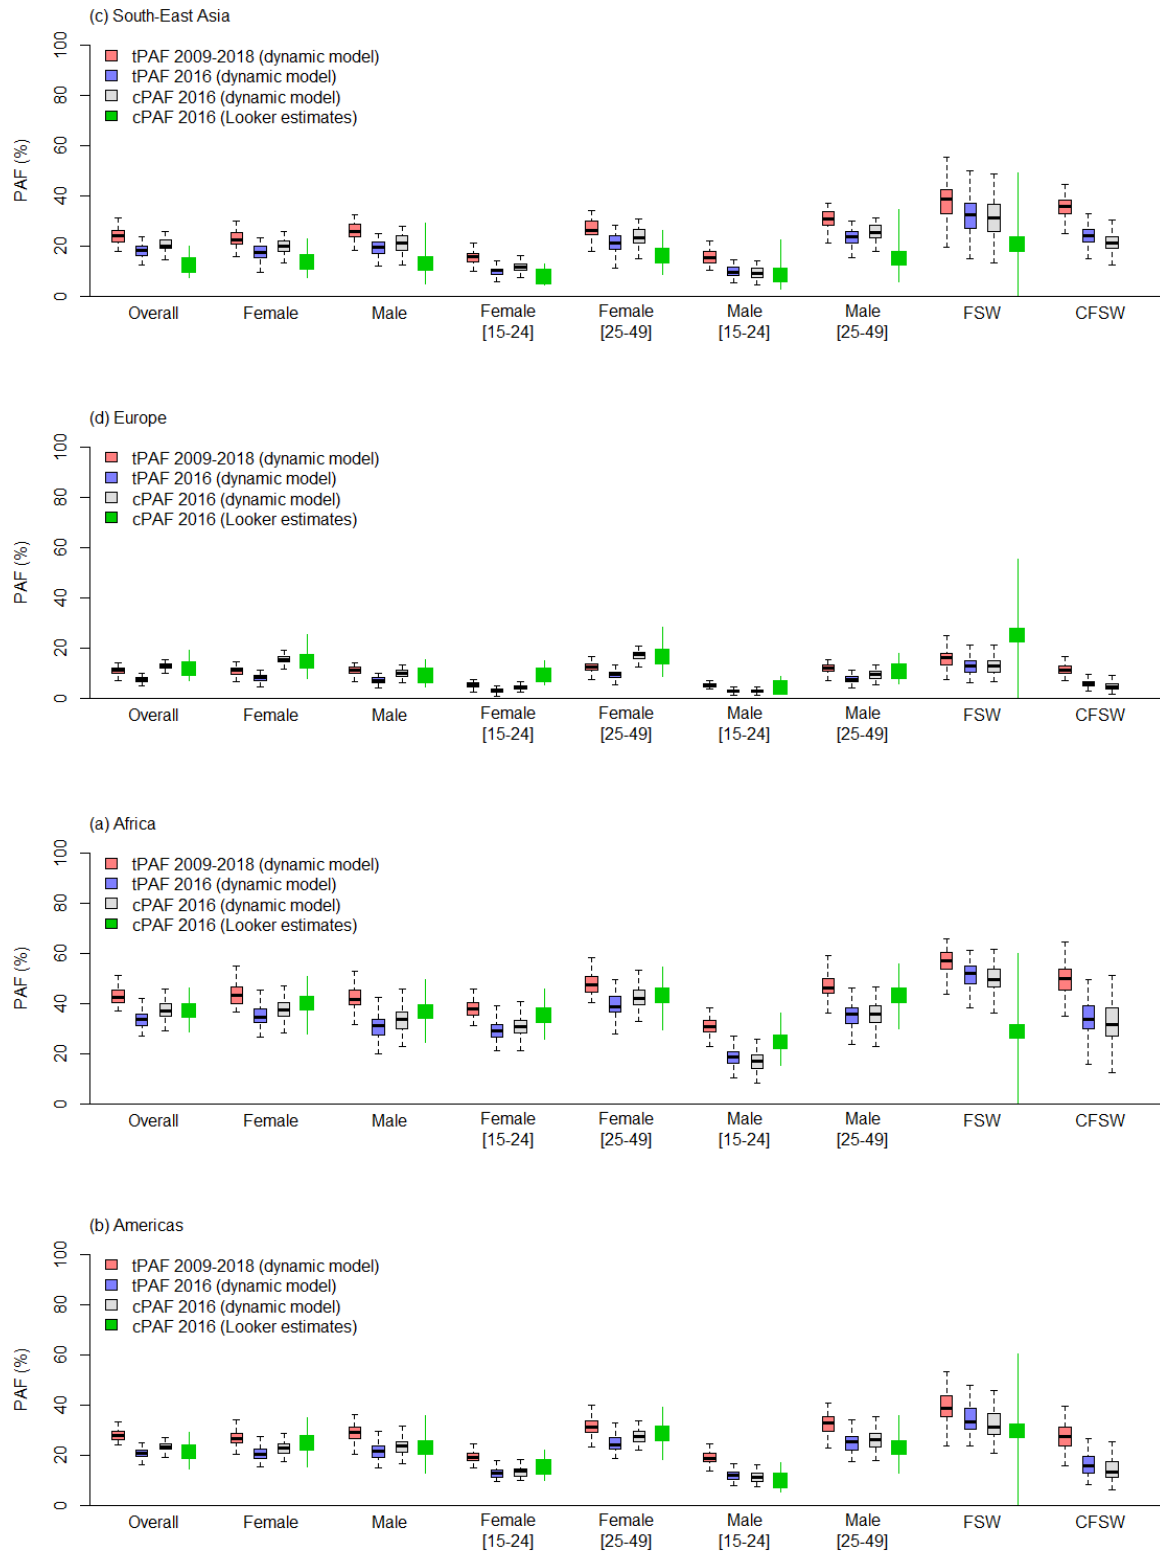 (c) South-East Asia
tPAF 2009-2018 (dynamic model)
tPAF 2016 (dynamic model)
cPAF 2016 (dynamic model)
cPAF 2016 (Looker estimates)
PAF (%)
100
80
60
40
20
0
Overall Female Male Female [15-24] Female [25-49] Male [15-24] Male [25-49] FSW CFSW
(d) Europe
tPAF 2009-2018 (dynamic model)
tPAF 2016 (dynamic model)
cPAF 2016 (dynamic model)
cPAF 2016 (Looker estimates)
PAF (%)
100
80
60
40
20
0
Overall Female Male Female [15-24] Female [25-49] Male [15-24] Male [25-49] FSW CFSW
(a) Africa
tPAF 2009-2018 (dynamic model)
tPAF 2016 (dynamic model)
cPAF 2016 (dynamic model)
cPAF 2016 (Looker estimates)
PAF (%)
100
80
60
40
20
0
Overall Female Male Female [15-24] Female [25-49] Male [15-24] Male [25-49] FSW CFSW
(b) Americas
tPAF 2009-2018 (dynamic model)
tPAF 2016 (dynamic model)
cPAF 2016 (dynamic model)
cPAF 2016 (Looker estimates)
PAF (%)
100
80
60
40
20
0
Overall Female Male Female [15-24] Female [25-49] Male [15-24] Male [25-49] FSW CFSW